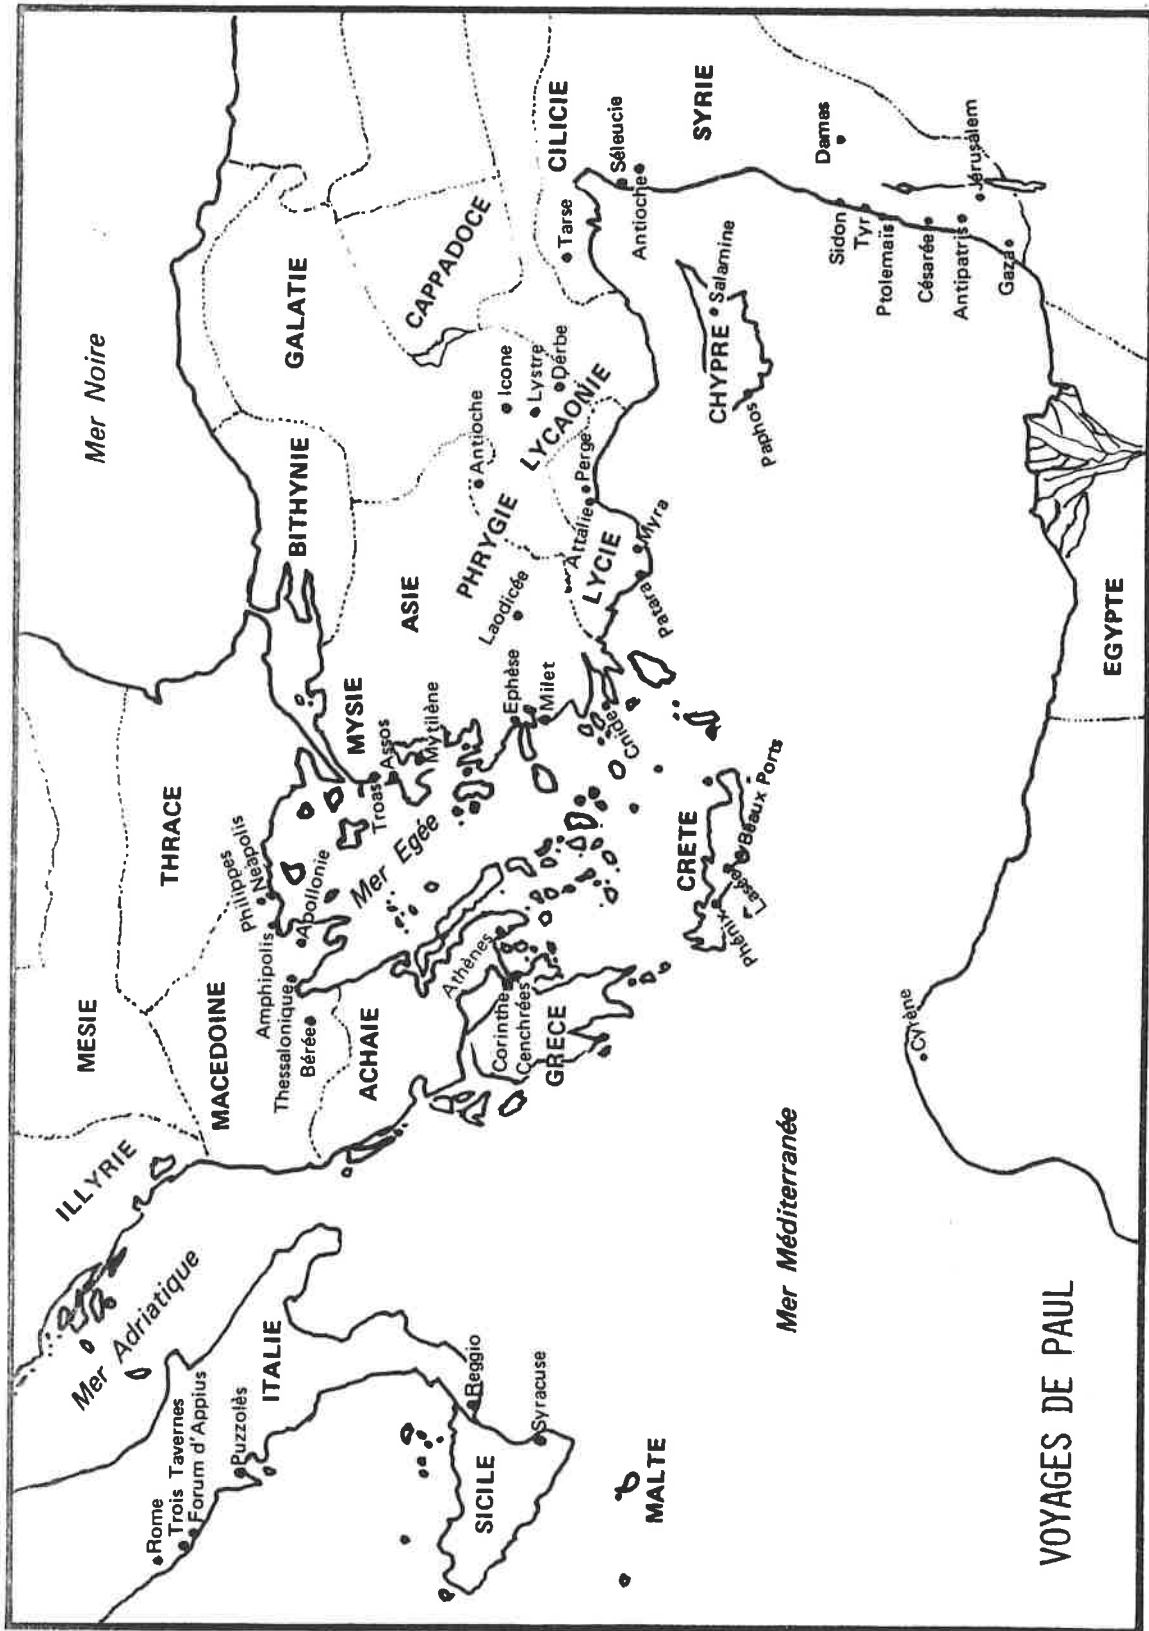 Mer Noire
MESIE
THRACE
ILLYRIE
MACEDOINE
Philippes
Neapolis
Amphipolis
Apollonie
Thessalonique
Bérée
ACHAIE
GRECE
Athènes
Corinthe
Cenchrées
Mer Egée
BITHYNIE
GALATIE
CAPPADOCE
MYSIE
ASIE
Troas
Assos
Mytilène
Ephèse
Milet
Cnide
PHRYGIE
Laodicée
Antioche
Icone
Lystre
Dérbe
LYCAONIE
Perge
Attalie
LYCIE
Myra
Patara
CILICIE
Tarse
Séleucie
Antioche
SYRIE
Damas
Sidon
Tyr
Ptolemaïs
Césarée
Antipatris
Jérusalem
Gaza
CHYPRE
Salamine
Paphos
CRETE
Phénix
Lasée
Beaux Ports
Mer Adriatique
Rome
Trois Tavernes
Forum d'Appius
Puzzolès
ITALIE
Reggio
SICILE
Syracuse
MALTE
Mer Méditerranée
Cyrène
EGYPTE
VOYAGES DE PAUL